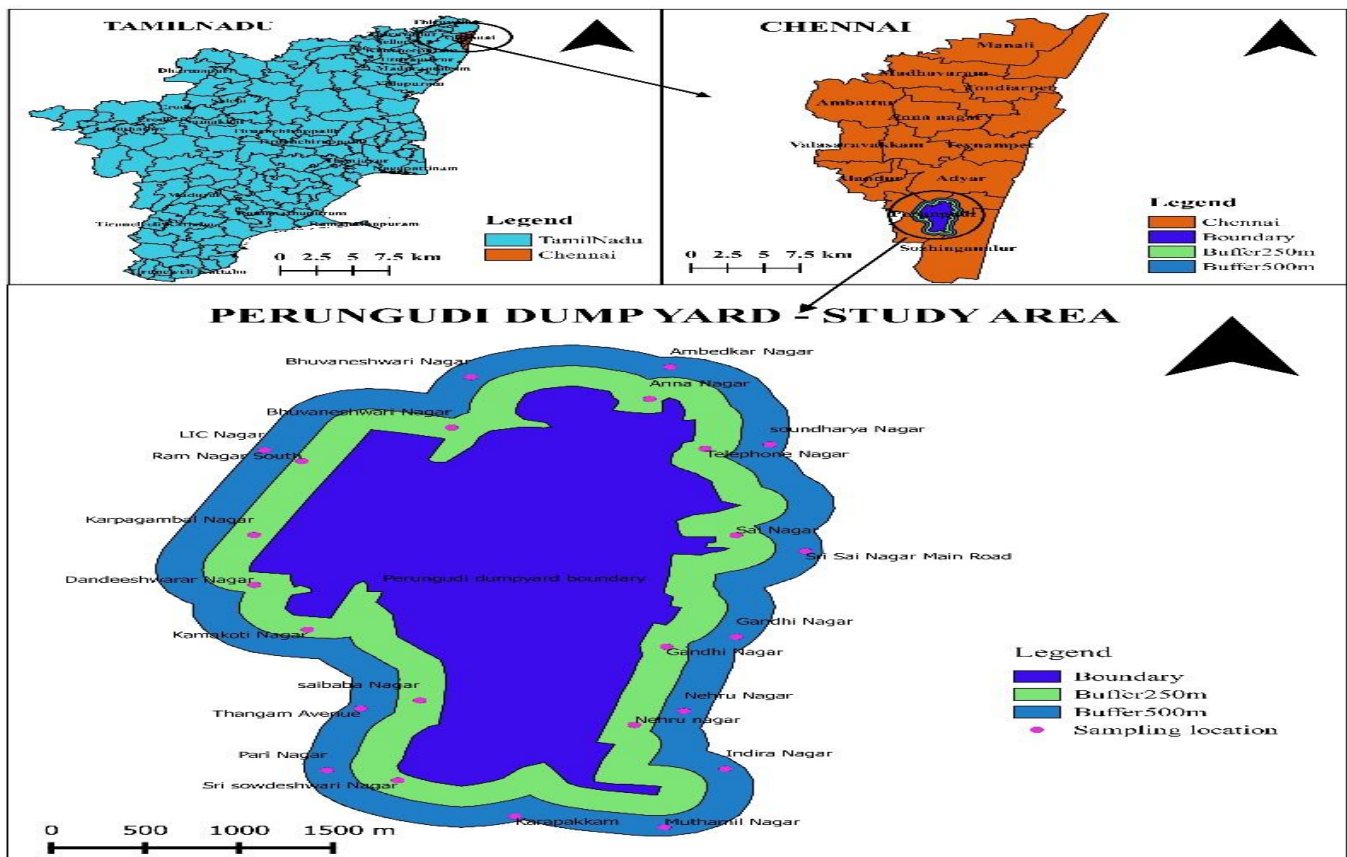 TAMILNADU
Dharmapuri
Madurai
Nagapattinam
Ramanathapuram
Legend
TamilNadu
Chennai
0 2.5 5 7.5 km
CHENNAI
Manali
Madhavaram
Tondiarpet
Ambattur
Anna nagar
Valasaravakkam
Teynampet
Alandur
Adyar
Perungudi
Sozhinganalur
Legend
Chennai
Boundary
Buffer250m
Buffer500m
0 2.5 5 7.5 km
PERUNGUDI DUMP YARD - STUDY AREA
Ambedkar Nagar
Bhuvaneshwari Nagar
Anna Nagar
Bhuvaneshwari Nagar
soundharya Nagar
LIC Nagar
Ram Nagar South
Telephone Nagar
Karpagambal Nagar
Sai Nagar
Sri Sai Nagar Main Road
Dandeeshwarar Nagar
Perungudi dumpyard boundary
Kamakoti Nagar
Gandhi Nagar
Gandhi Nagar
saibaba Nagar
Nehru Nagar
Thangam Avenue
Nehru nagar
Pari Nagar
Indira Nagar
Sri sowdeshwari Nagar
Karapakkam
Muthamil Nagar
Legend
Boundary
Buffer250m
Buffer500m
Sampling location
0 500 1000 1500 m